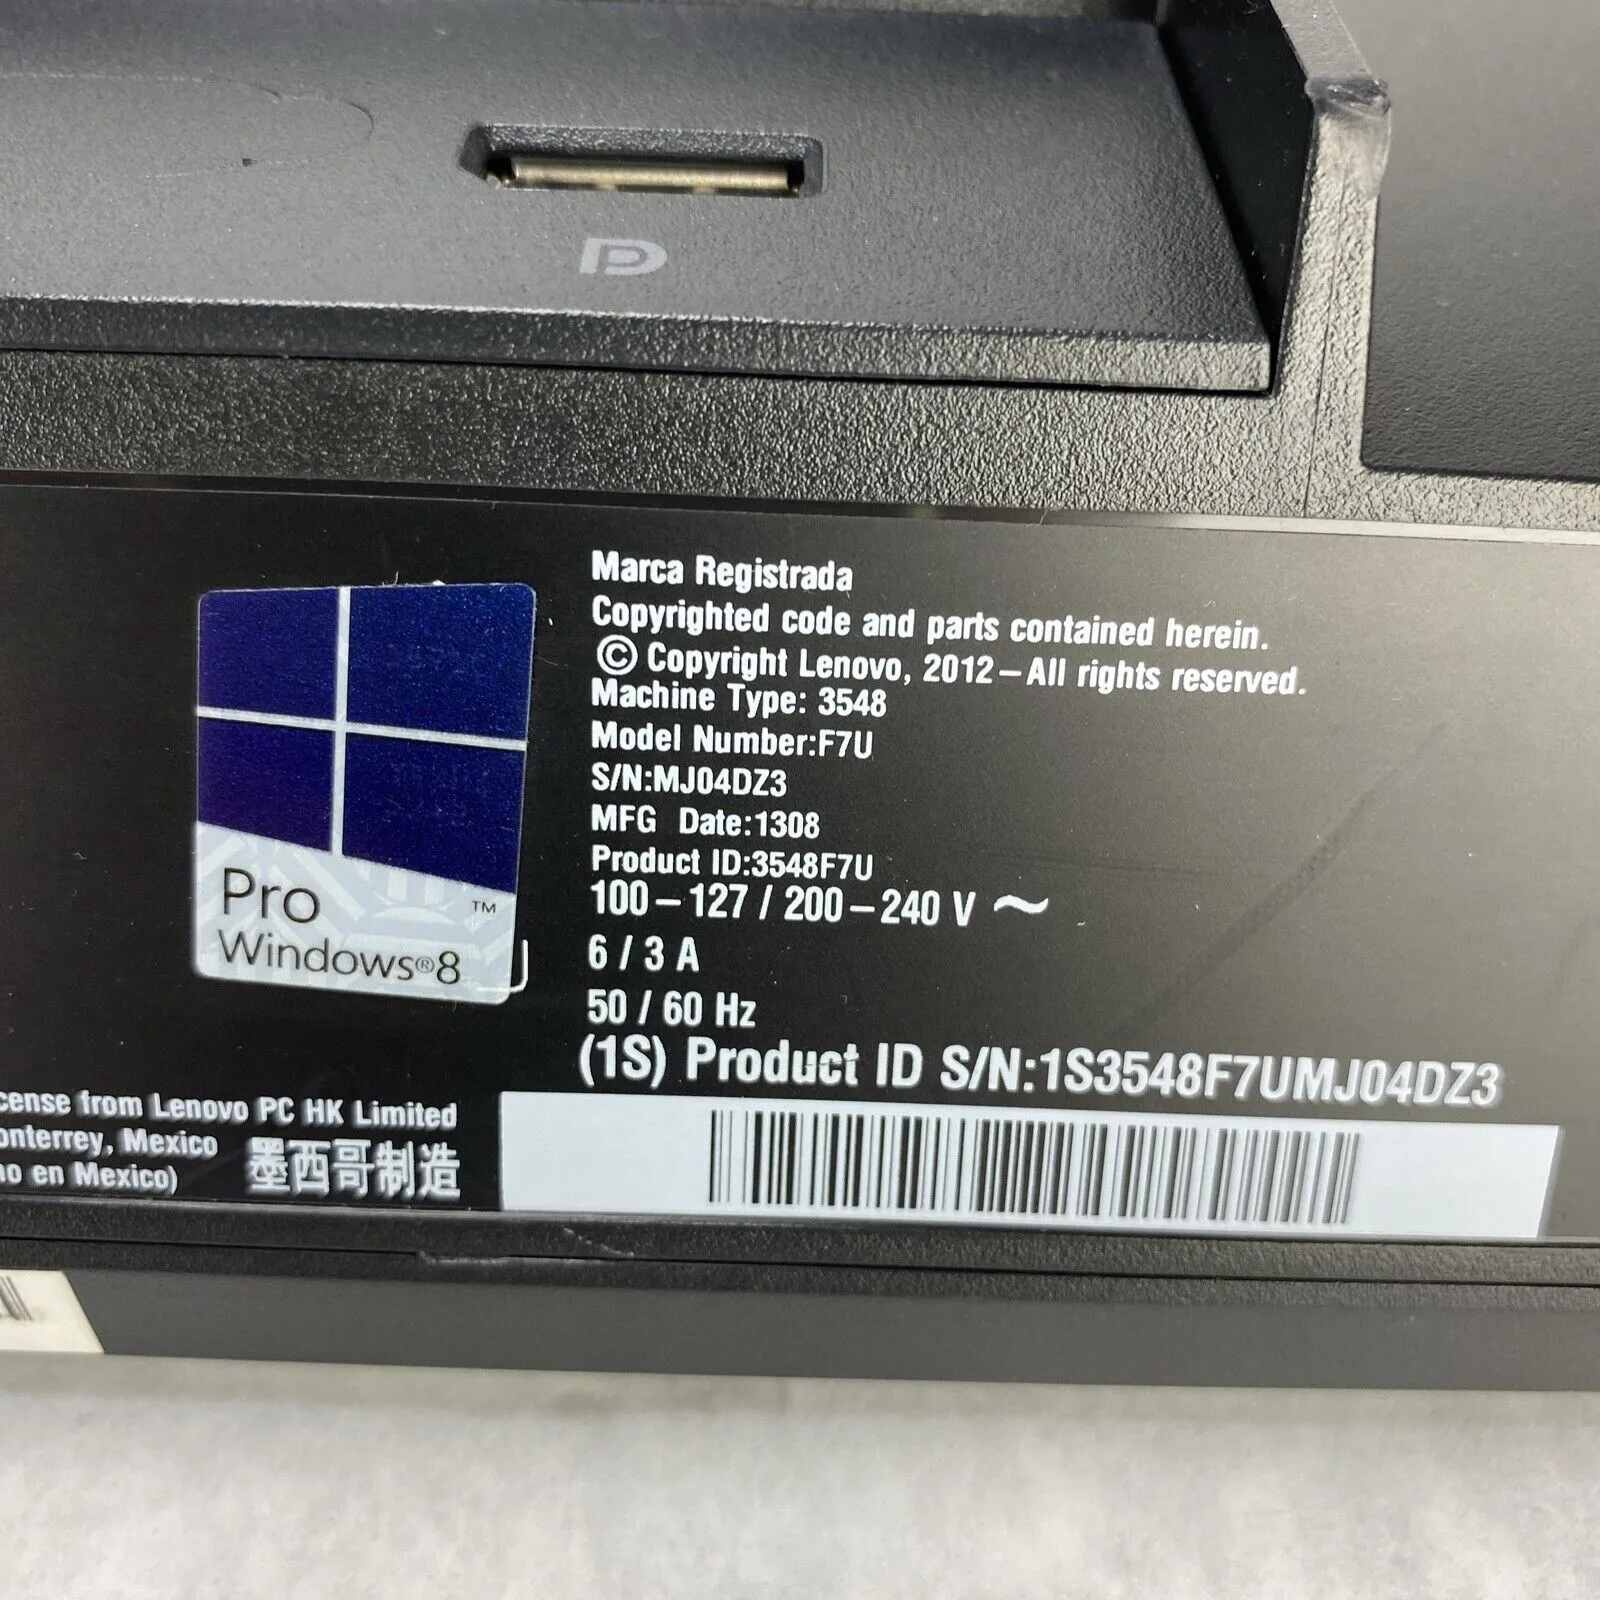 Marca Registrada
Copyrighted code and parts contained herein.
© Copyright Lenovo, 2012–All rights reserved.
Machine Type: 3548
Model Number:F7U
S/N:MJ04DZ3
MFG Date:1308
Product ID:3548F7U
100–127 / 200–240 V ~
6 / 3 A
50 / 60 Hz
(1S) Product ID S/N:1S3548F7UMJ04DZ3
Pro ™
Windows®8
from Lenovo PC HK Limited
Mexico
墨西哥制造
en Mexico)